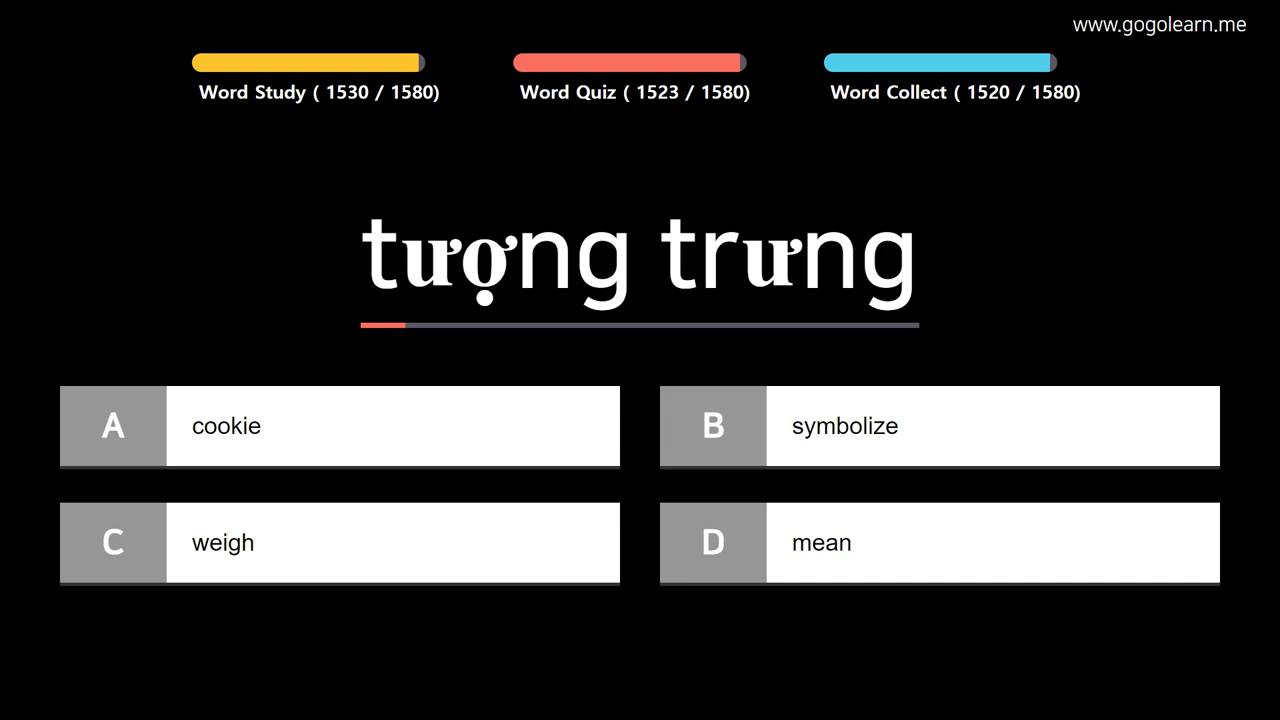 www.gogolearn.me
Word Study ( 1530 / 1580)
Word Quiz ( 1523 / 1580)
Word Collect ( 1520 / 1580)
tượng trưng
A cookie
B symbolize
C weigh
D mean